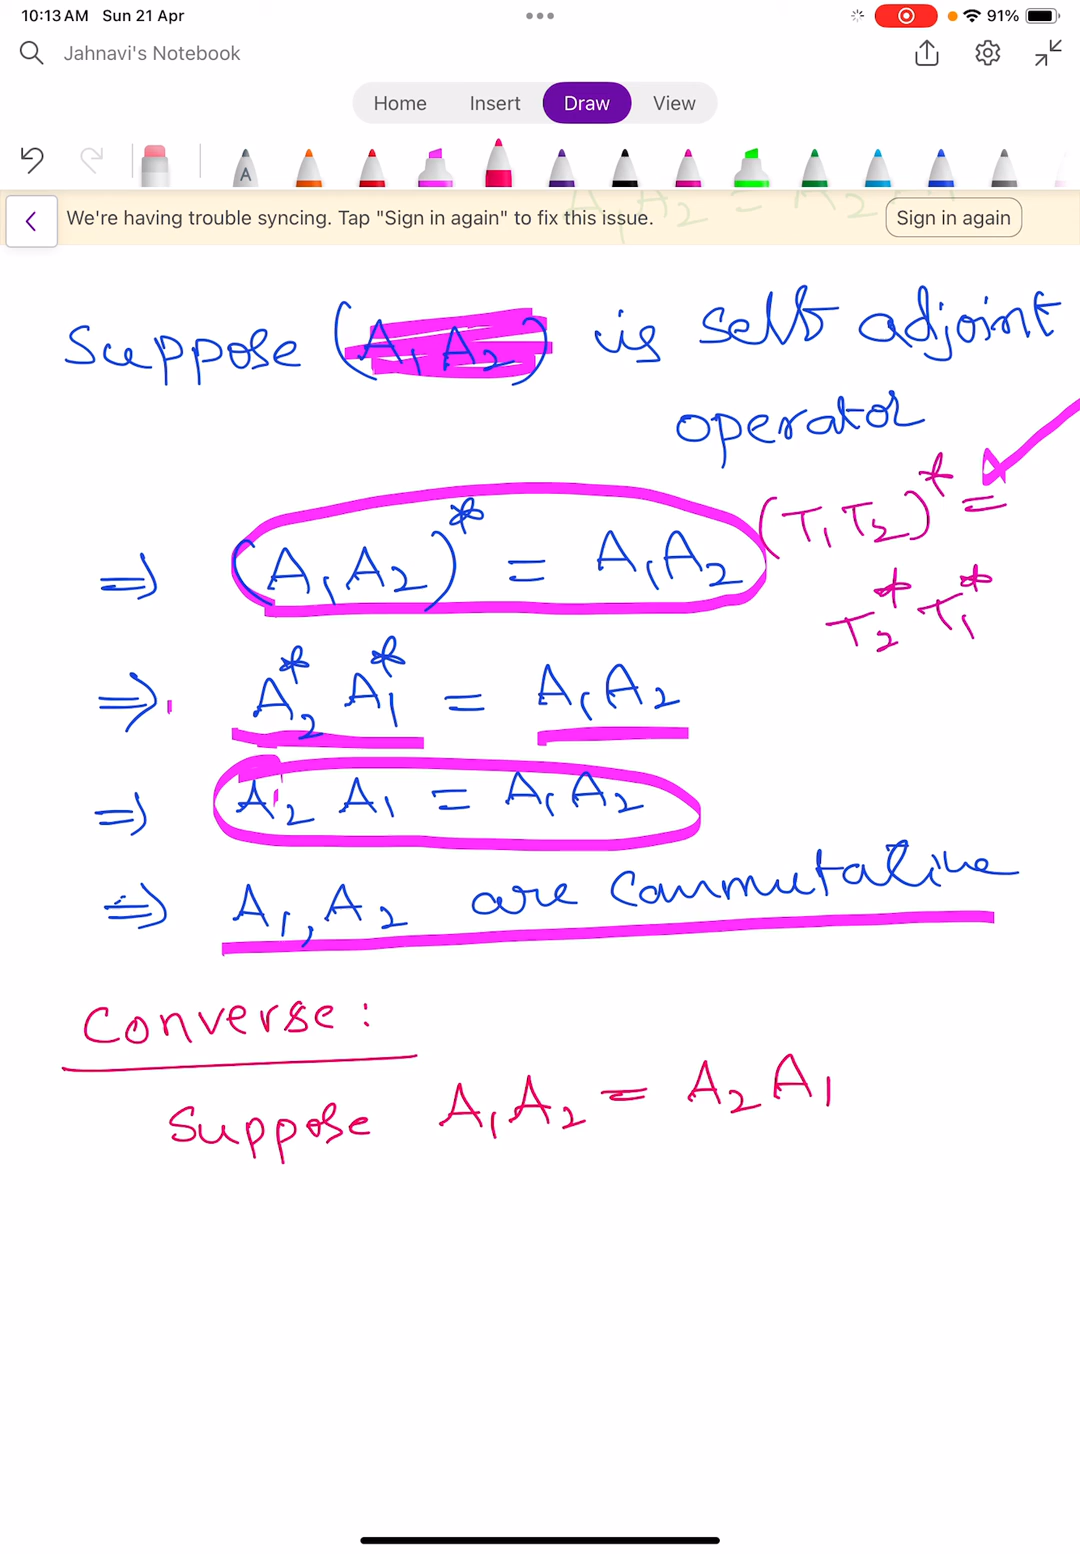 10:13 AM Sun 21 Apr
91%
Jahnavi's Notebook
Home Insert Draw View
A
We're having trouble syncing. Tap "Sign in again" to fix this issue.
Sign in again
A₁A₂ = A₂
Suppose (A₁A₂) is self adjoint
operator
⇒ (A₁A₂)* = A₁A₂
(T₁T₂)* =
T₂* T₁*
⇒ A₂* A₁* = A₁A₂
⇒ A₂ A₁ = A₁A₂
⇒ A₁, A₂ are commutative
Converse:
Suppose A₁A₂ = A₂A₁